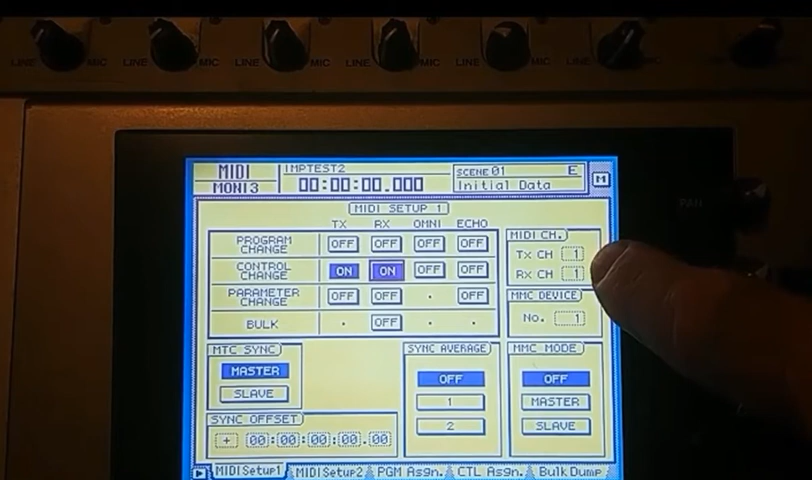 LINE MIC LINE MIC LINE MIC LINE MIC LINE MIC LINE MIC
PAN
MIDI IMPTEST2 SCENE 01 E M
MONI3 00:00:00.000 Initial Data
MIDI SETUP 1
TX RX OMNI ECHO
PROGRAM CHANGE OFF OFF OFF OFF
CONTROL CHANGE ON ON OFF OFF
PARAMETER CHANGE OFF OFF . OFF
BULK . OFF . .
MIDI CH.
Tx CH 1
Rx CH 1
MMC DEVICE
No. 1
MTC SYNC
MASTER
SLAVE
SYNC OFFSET
+ 00:00:00:00.00
SYNC AVERAGE
OFF
1
2
MMC MODE
OFF
MASTER
SLAVE
MIDISetup1 MIDISetup2 PGM Asgn. CTL Asgn. Bulk Dump